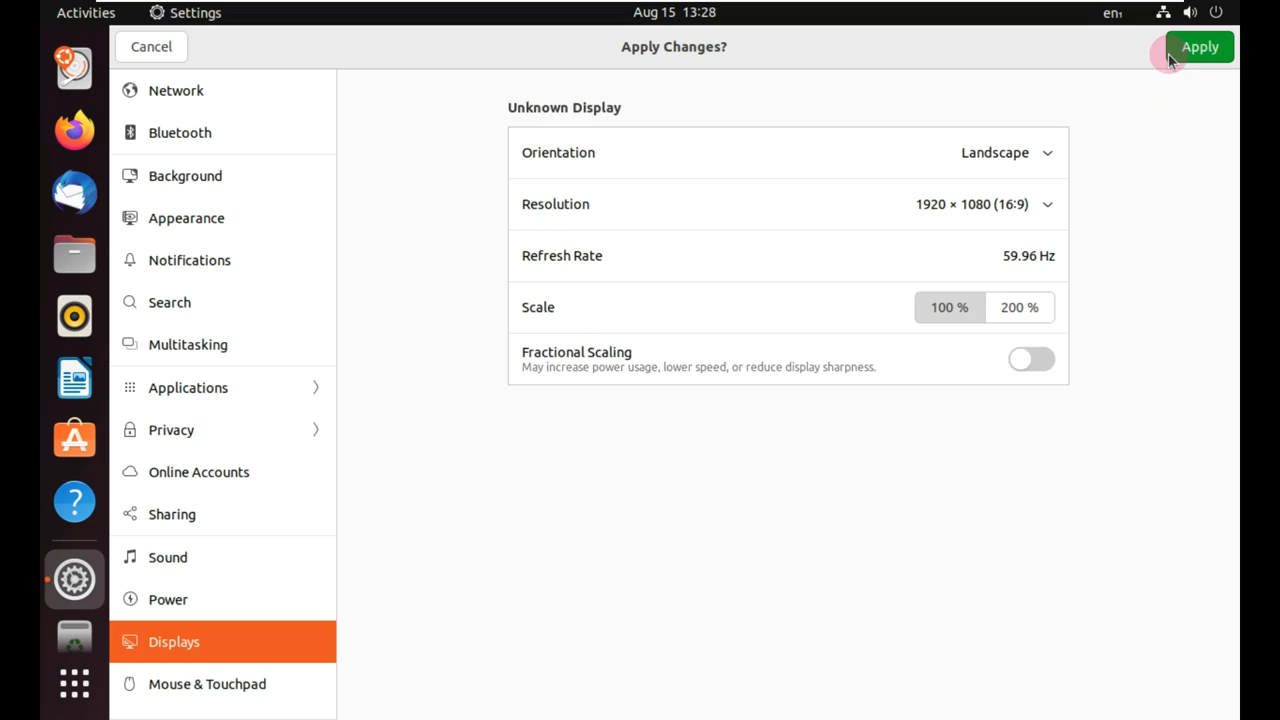 Activities Settings Aug 15 13:28 en₁
Cancel Apply Changes? Apply
Network
Bluetooth
Background
Appearance
Notifications
Search
Multitasking
Applications
Privacy
Online Accounts
Sharing
Sound
Power
Displays
Mouse & Touchpad
Unknown Display
Orientation Landscape
Resolution 1920 × 1080 (16:9)
Refresh Rate 59.96 Hz
Scale 100 % 200 %
Fractional Scaling
May increase power usage, lower speed, or reduce display sharpness.